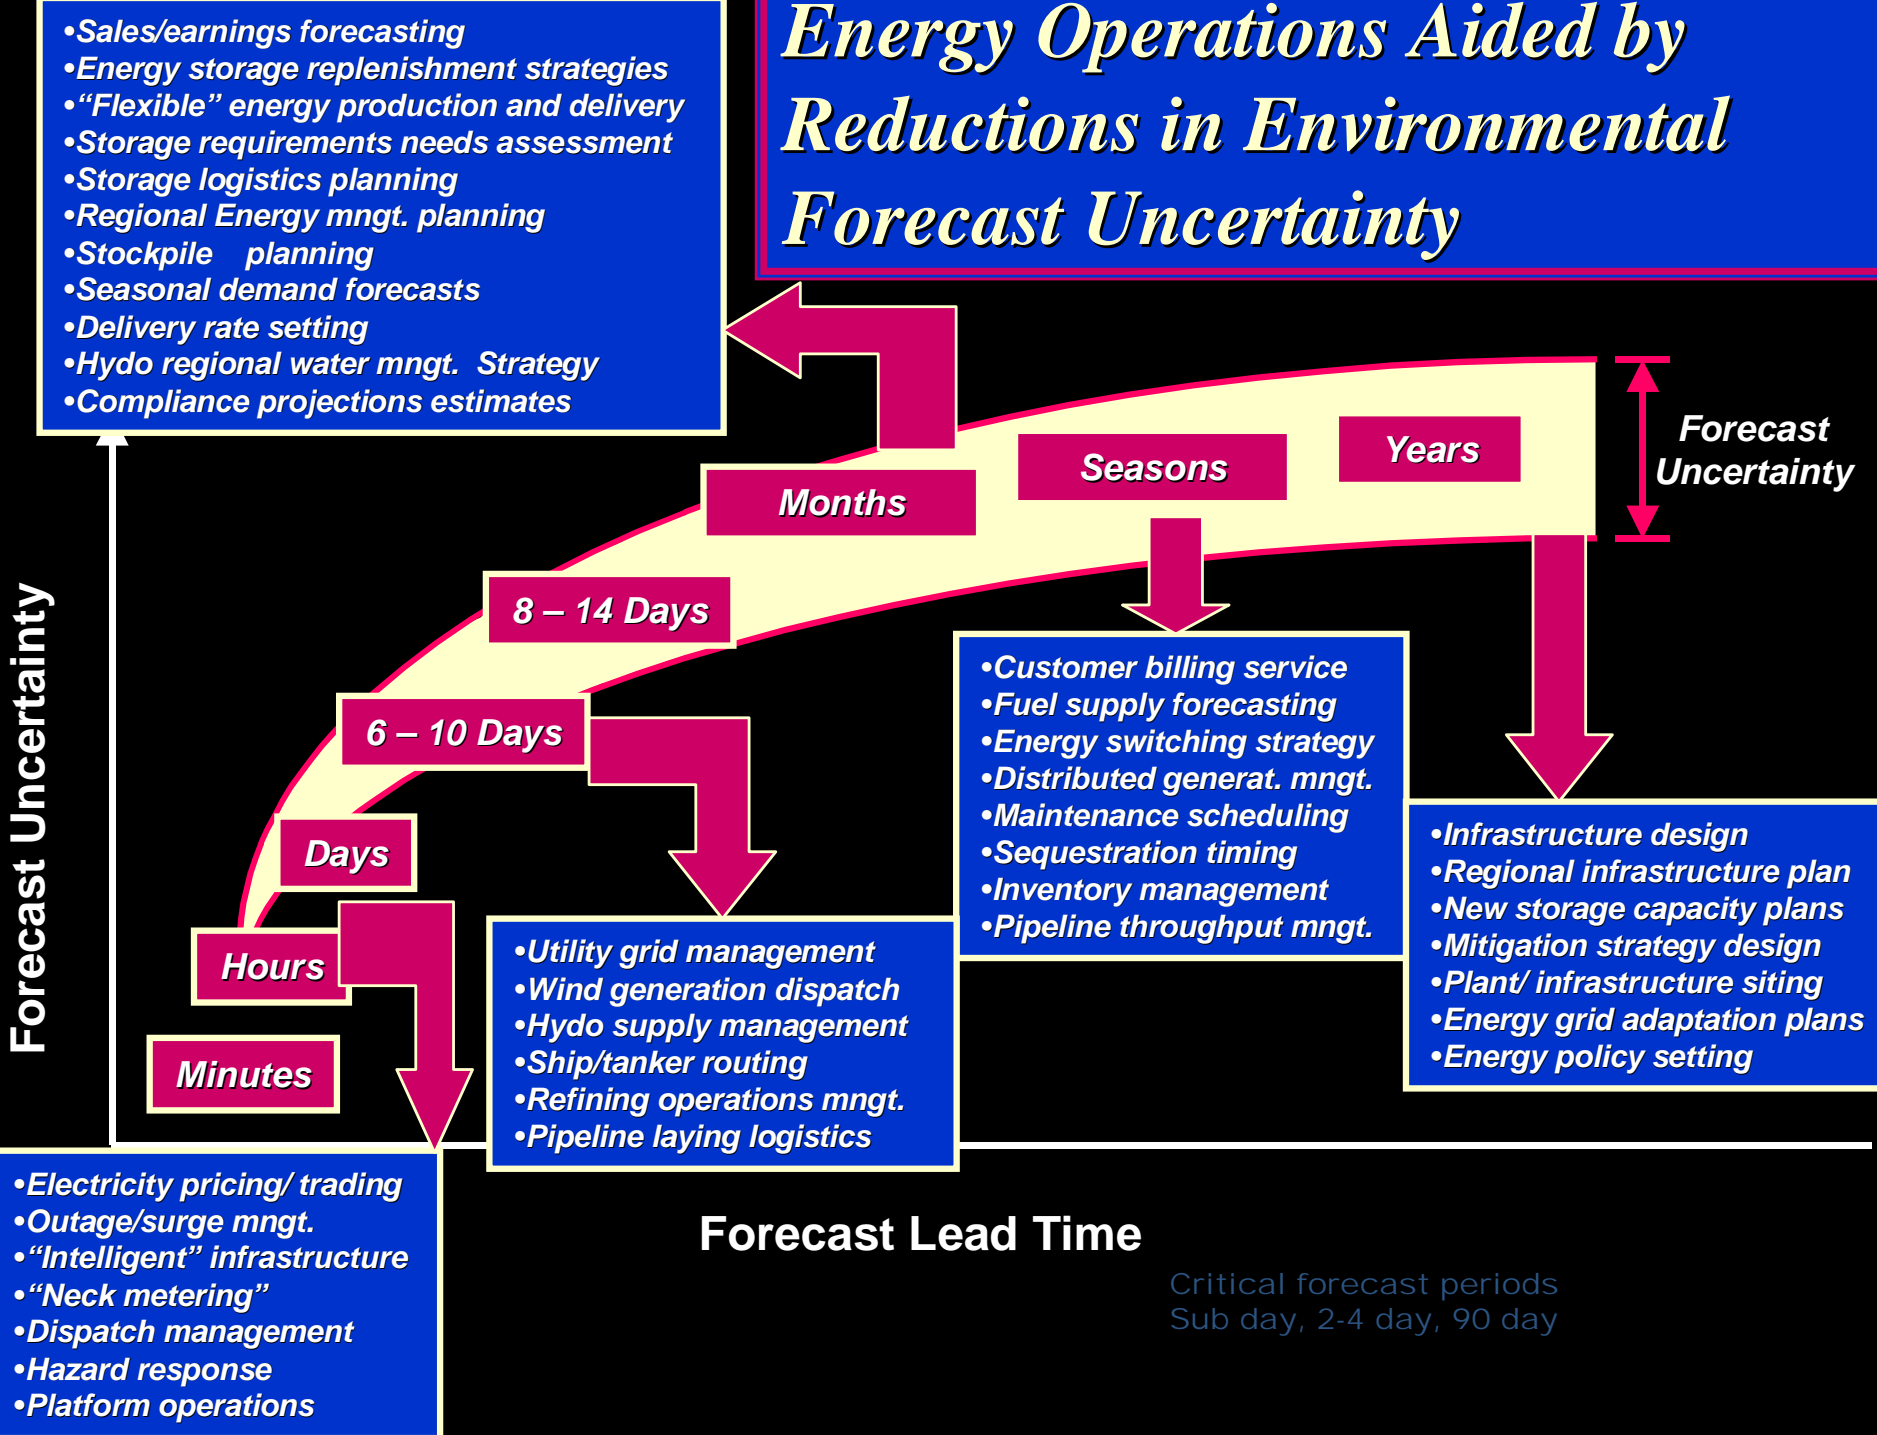 Energy Operations Aided by
Reductions in Environmental
Forecast Uncertainty
•Sales/earnings forecasting
•Energy storage replenishment strategies
•“Flexible” energy production and delivery
•Storage requirements needs assessment
•Storage logistics planning
•Regional Energy mngt. planning
•Stockpile planning
•Seasonal demand forecasts
•Delivery rate setting
•Hydo regional water mngt. Strategy
•Compliance projections estimates
Forecast
Uncertainty
Years
Seasons
Months
8 – 14 Days
6 – 10 Days
Days
Hours
Minutes
Forecast Uncertainty
•Customer billing service
•Fuel supply forecasting
•Energy switching strategy
•Distributed generat. mngt.
•Maintenance scheduling
•Sequestration timing
•Inventory management
•Pipeline throughput mngt.
•Infrastructure design
•Regional infrastructure plan
•New storage capacity plans
•Mitigation strategy design
•Plant/ infrastructure siting
•Energy grid adaptation plans
•Energy policy setting
•Utility grid management
•Wind generation dispatch
•Hydo supply management
•Ship/tanker routing
•Refining operations mngt.
•Pipeline laying logistics
•Electricity pricing/ trading
•Outage/surge mngt.
•“Intelligent” infrastructure
•“Neck metering”
•Dispatch management
•Hazard response
•Platform operations
Forecast Lead Time
Critical forecast periods
Sub day, 2-4 day, 90 day